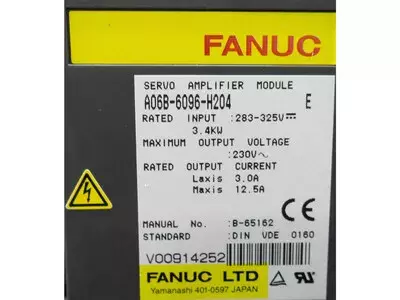 FANUC
SERVO AMPLIFIER MODULE
A06B-6096-H204 E
RATED INPUT :283-325V⎓
3.4KW
MAXIMUM OUTPUT VOLTAGE
:230V~
RATED OUTPUT CURRENT
Laxis 3.0A
Maxis 12.5A
MANUAL No. :B-65162
STANDARD :DIN VDE 0160
CE
V00914252
FANUC LTD
Yamanashi 401-0597 JAPAN